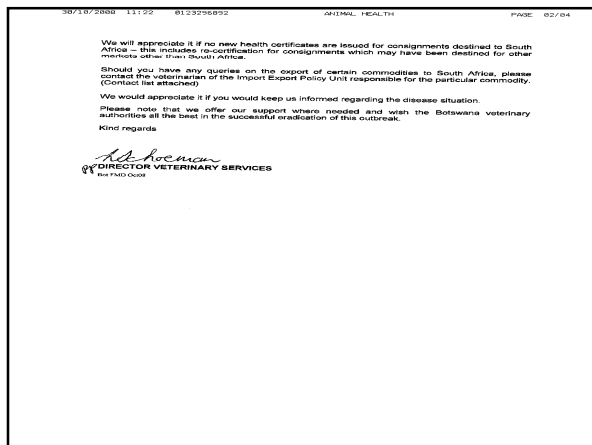 30/10/2008 11:22 0123296892 ANIMAL HEALTH PAGE 02/04
We will appreciate it if no new health certificates are issued for consignments destined to South
Africa – this includes re-certification for consignments which may have been destined for other
markets other than South Africa.
Should you have any queries on the export of certain commodities to South Africa, please
contact the veterinarian of the Import Export Policy Unit responsible for the particular commodity.
(Contact list attached)
We would appreciate it if you would keep us informed regarding the disease situation.
Please note that we offer our support where needed and wish the Botswana veterinary
authorities all the best in the successful eradication of this outbreak.
Kind regards
pp DIRECTOR VETERINARY SERVICES
Bot FMD Oct08